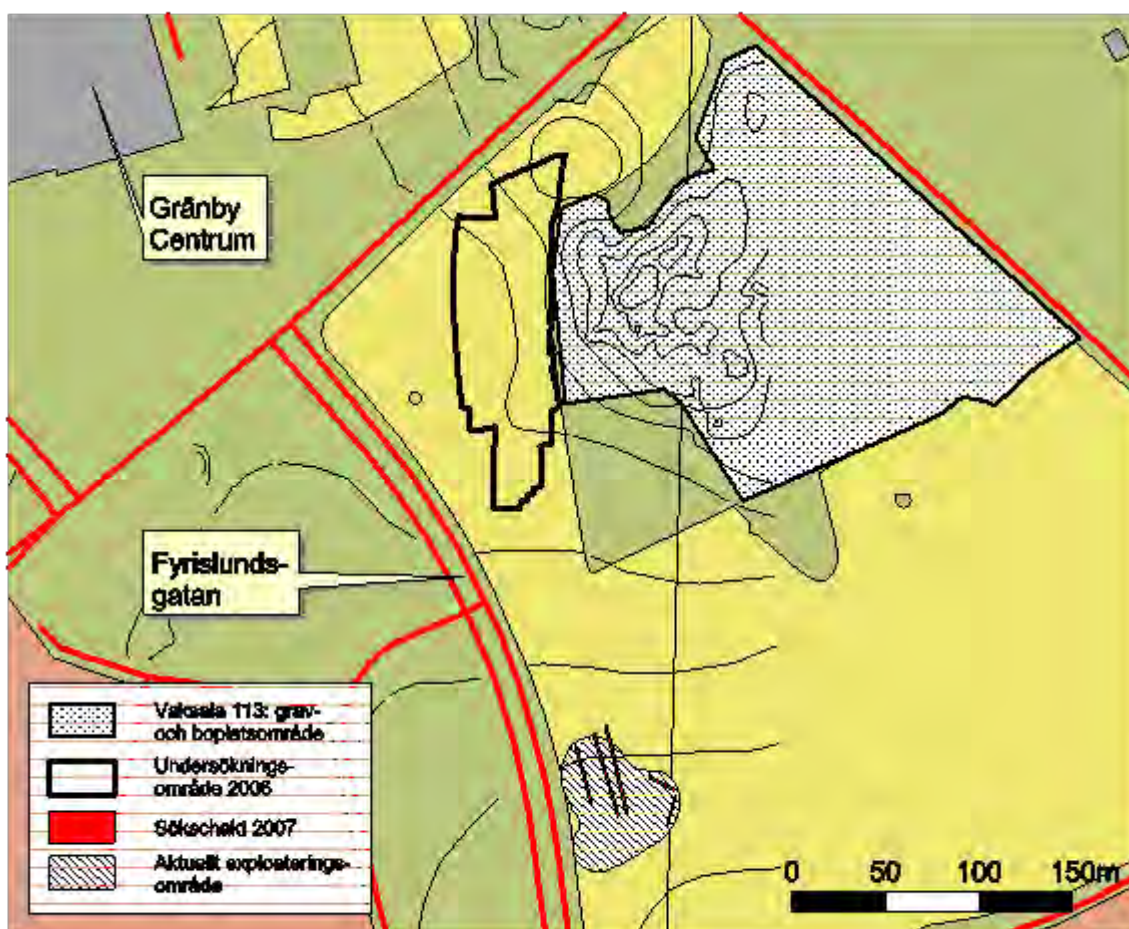 Gränby
Centrum
Fyrislunds-
gatan
Vaksala 113: grav-
och boplatsområde
Undersöknings-
område 2006
Sökschakt 2007
Aktuellt exploaterings-
område
0 50 100 150m